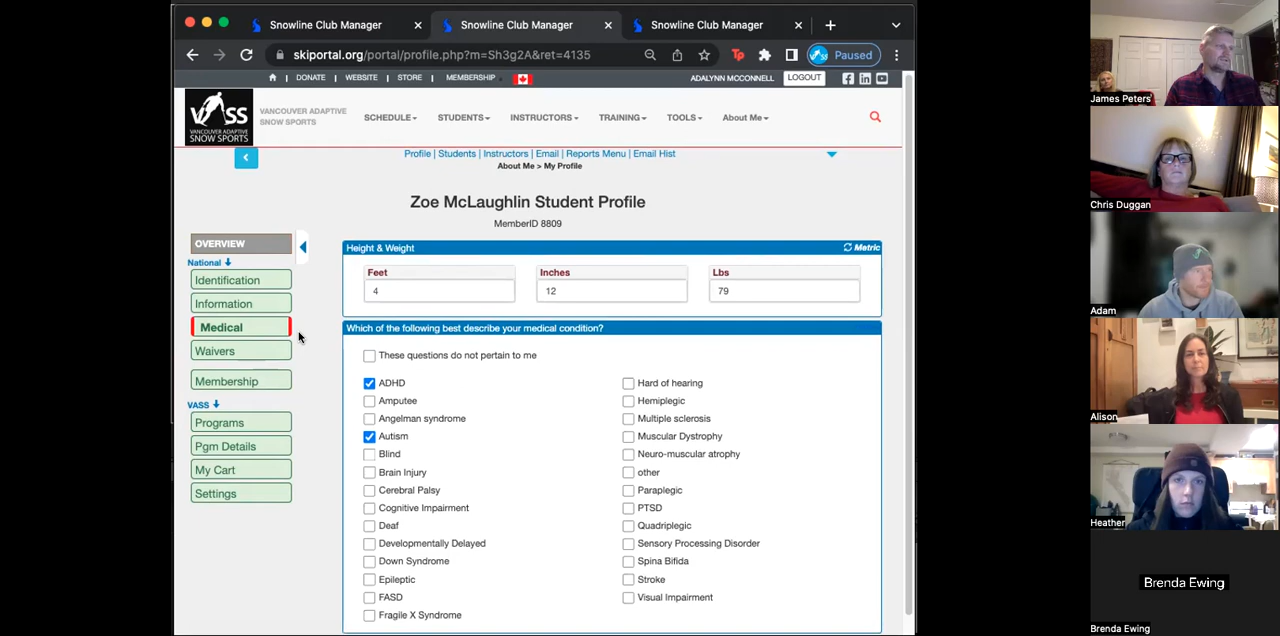 Snowline Club Manager
Snowline Club Manager
Snowline Club Manager
skiportal.org/portal/profile.php?m=Sh3g2A&ret=4135
Tp
VASS
Paused
DONATE | WEBSITE | STORE | MEMBERSHIP
ADALYNN MCCONNELL
LOGOUT
VASS
VANCOUVER ADAPTIVE
SNOW SPORTS
VANCOUVER ADAPTIVE
SNOW SPORTS
SCHEDULE
STUDENTS
INSTRUCTORS
TRAINING
TOOLS
About Me
Profile | Students | Instructors | Email | Reports Menu | Email Hist
About Me > My Profile
Zoe McLaughlin Student Profile
MemberID 8809
OVERVIEW
National
Identification
Information
Medical
Waivers
Membership
VASS
Programs
Pgm Details
My Cart
Settings
Height & Weight
Metric
Feet
Inches
Lbs
4
12
79
Which of the following best describe your medical condition?
These questions do not pertain to me
ADHD
Amputee
Angelman syndrome
Autism
Blind
Brain Injury
Cerebral Palsy
Cognitive Impairment
Deaf
Developmentally Delayed
Down Syndrome
Epileptic
FASD
Fragile X Syndrome
Hard of hearing
Hemiplegic
Multiple sclerosis
Muscular Dystrophy
Neuro-muscular atrophy
other
Paraplegic
PTSD
Quadriplegic
Sensory Processing Disorder
Spina Bifida
Stroke
Visual Impairment
James Peters
Chris Duggan
Adam
Alison
Heather
Brenda Ewing
Brenda Ewing